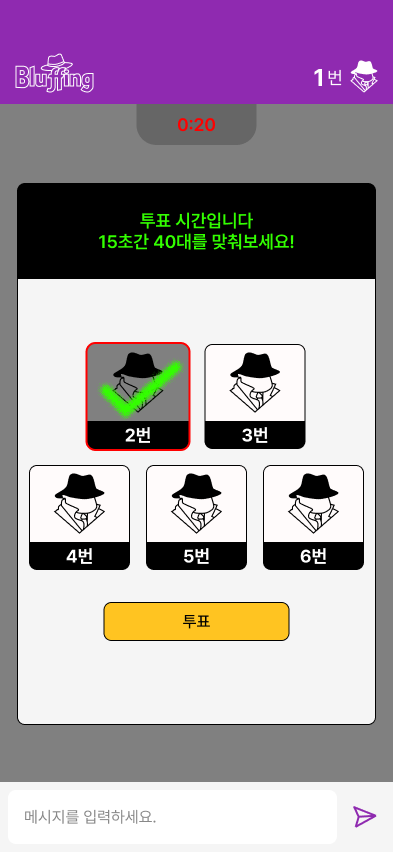 Bluffing
1번
0:20
투표 시간입니다
15초간 40대를 맞춰보세요!
2번
3번
4번
5번
6번
투표
메시지를 입력하세요.